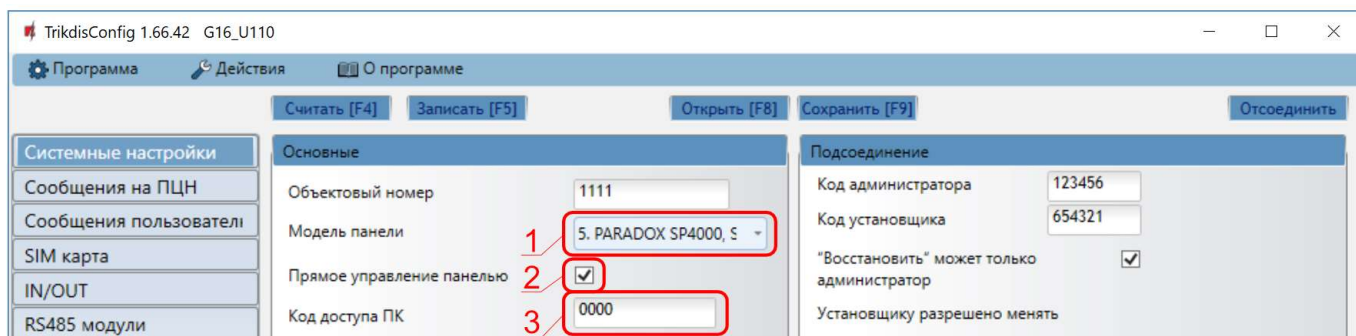 TrikdisConfig 1.66.42 G16_U110
Программа Действия О программе
Считать [F4] Записать [F5] Открыть [F8] Сохранить [F9] Отсоединить
Системные настройки
Сообщения на ПЦН
Сообщения пользовател
SIM карта
IN/OUT
RS485 модули
Основные
Объектовый номер 1111
Модель панели 1 5. PARADOX SP4000, S
Прямое управление панелью 2
Код доступа ПК 3 0000
Подсоединение
Код администратора 123456
Код установщика 654321
"Восстановить" может только
администратор
Установщику разрешено менять